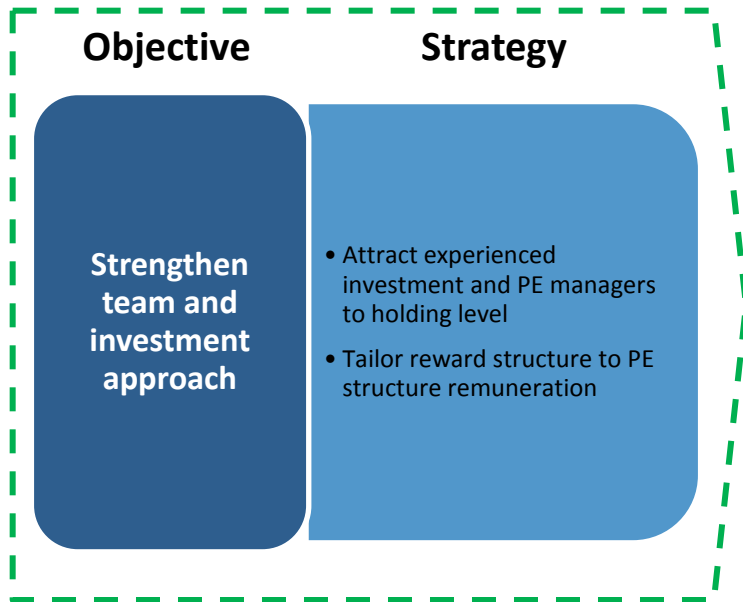 Objective
Strategy
Strengthen
team and
investment
approach
• Attract experienced
investment and PE managers
to holding level
• Tailor reward structure to PE
structure remuneration